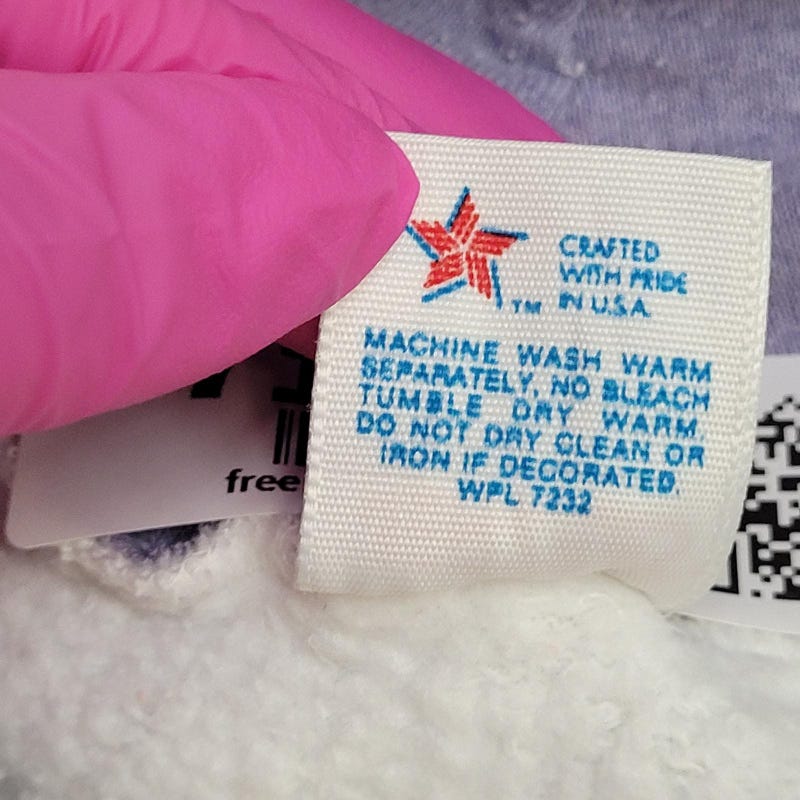 CRAFTED
WITH PRIDE
IN U.S.A.
TM
MACHINE WASH WARM
SEPARATELY, NO BLEACH
TUMBLE DRY WARM.
DO NOT DRY CLEAN OR
IRON IF DECORATED.
WPL 7232
free